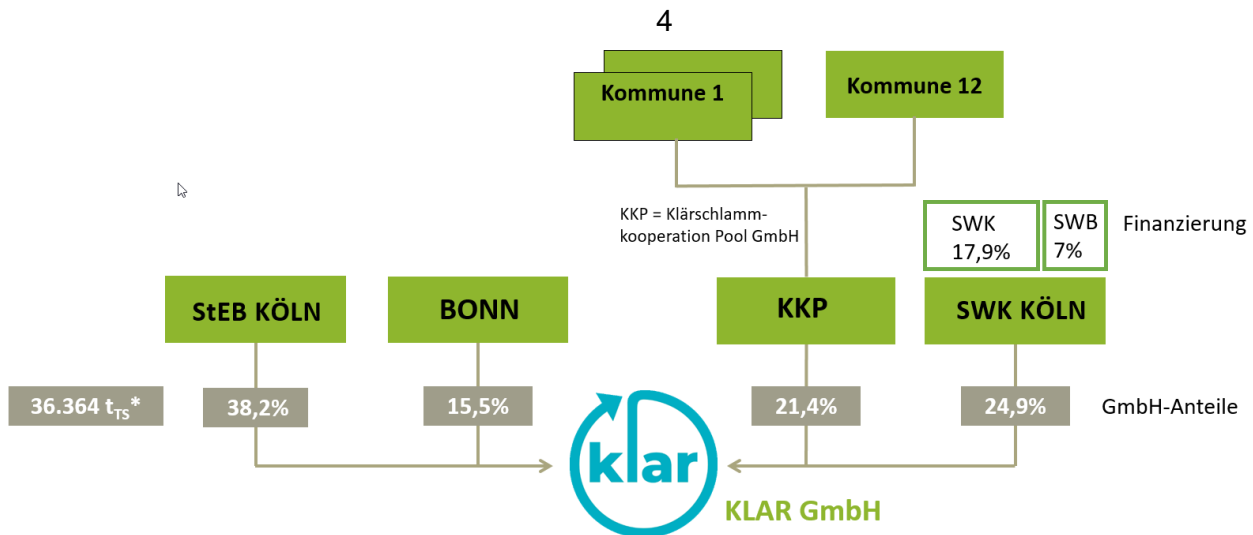 4
Kommune 1
Kommune 12
KKP = Klärschlamm-
kooperation Pool GmbH
SWK
17,9%
SWB
7%
Finanzierung
StEB KÖLN
BONN
KKP
SWK KÖLN
36.364 tTS*
38,2%
15,5%
21,4%
24,9%
GmbH-Anteile
klar
KLAR GmbH